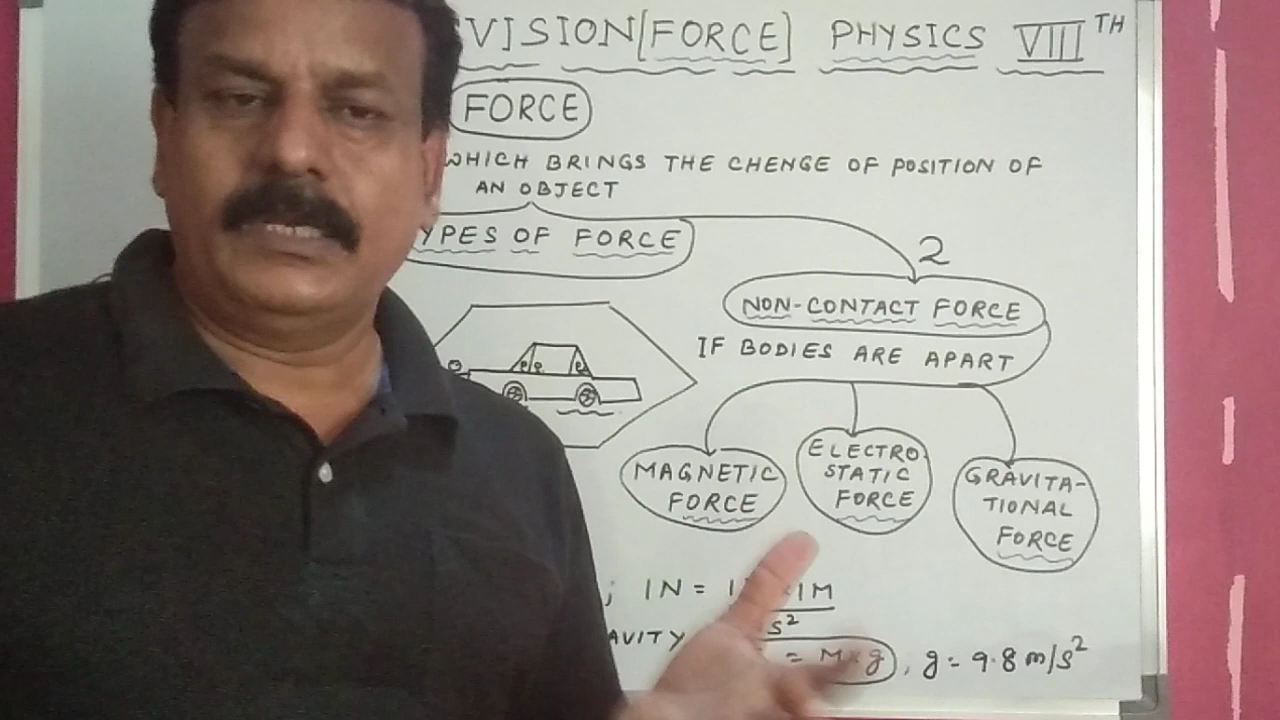 VISION[FORCE] PHYSICS VIII TH
FORCE
WHICH BRINGS THE CHENGE OF POSITION OF
AN OBJECT
YPES OF FORCE
2
NON-CONTACT FORCE
IF BODIES ARE APART
MAGNETIC
FORCE
ELECTRO
STATIC
FORCE
GRAVITA-
TIONAL
FORCE
; 1N = 1 1M
S²
AVITY = M×g, g = 9.8 m/s²